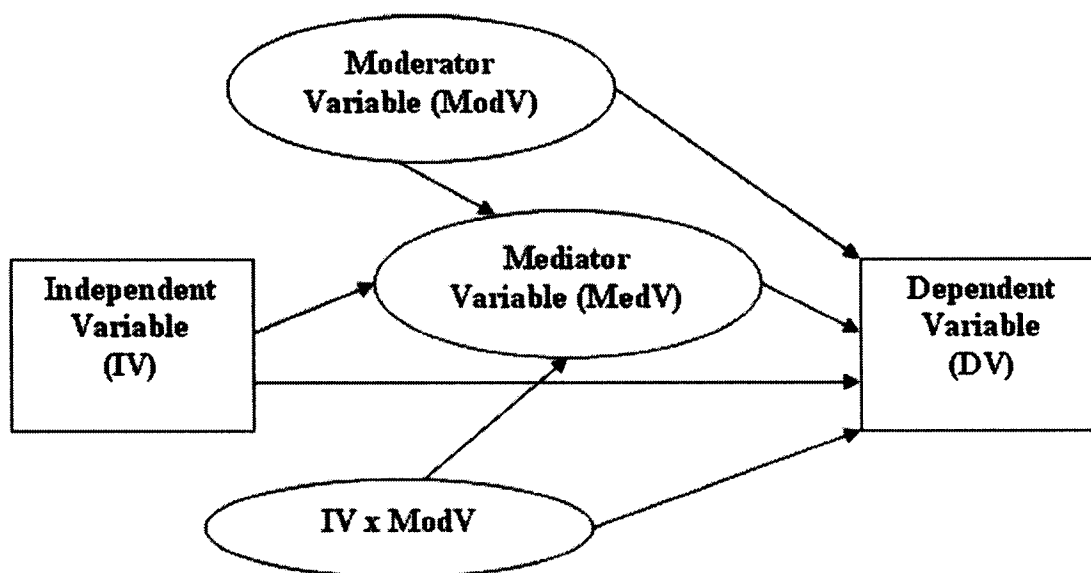 Moderator
Variable (ModV)
Mediator
Variable (MedV)
Independent
Variable
(IV)
Dependent
Variable
(DV)
IV x ModV